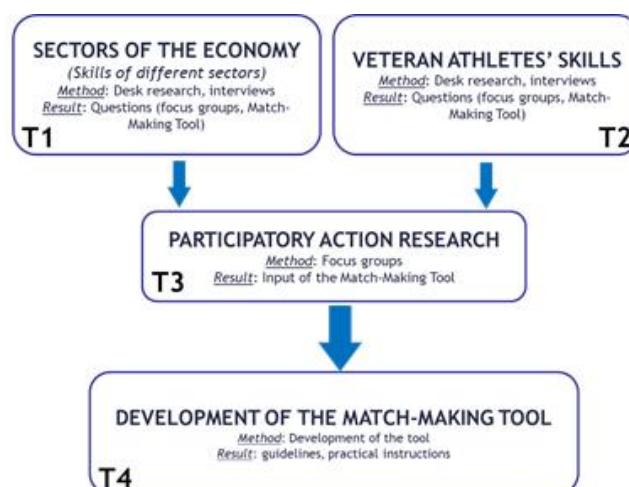 SECTORS OF THE ECONOMY
(Skills of different sectors)
Method: Desk research, interviews
Result: Questions (focus groups, Match-
Making Tool)
T1
VETERAN ATHLETES’ SKILLS
Method: Desk research, interviews
Result: Questions (focus groups, Match-
Making Tool)
T2
PARTICIPATORY ACTION RESEARCH
Method: Focus groups
Result: Input of the Match-Making Tool
T3
DEVELOPMENT OF THE MATCH-MAKING TOOL
Method: Development of the tool
Result: guidelines, practical instructions
T4